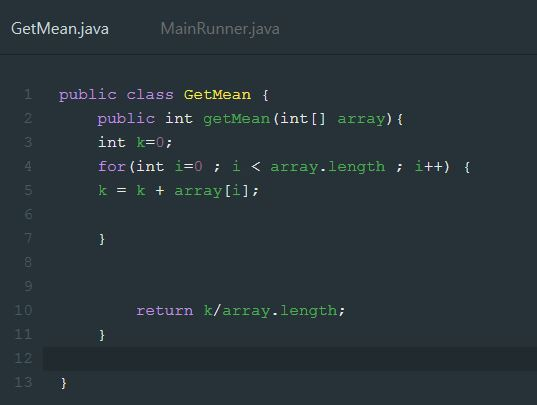 GetMean.java MainRunner.java
1 public class GetMean {
2 public int getMean(int[] array){
3 int k=0;
4 for(int i=0 ; i < array.length ; i++) {
5 k = k + array[i];
6
7 }
8
9
10 return k/array.length;
11 }
12
13 }